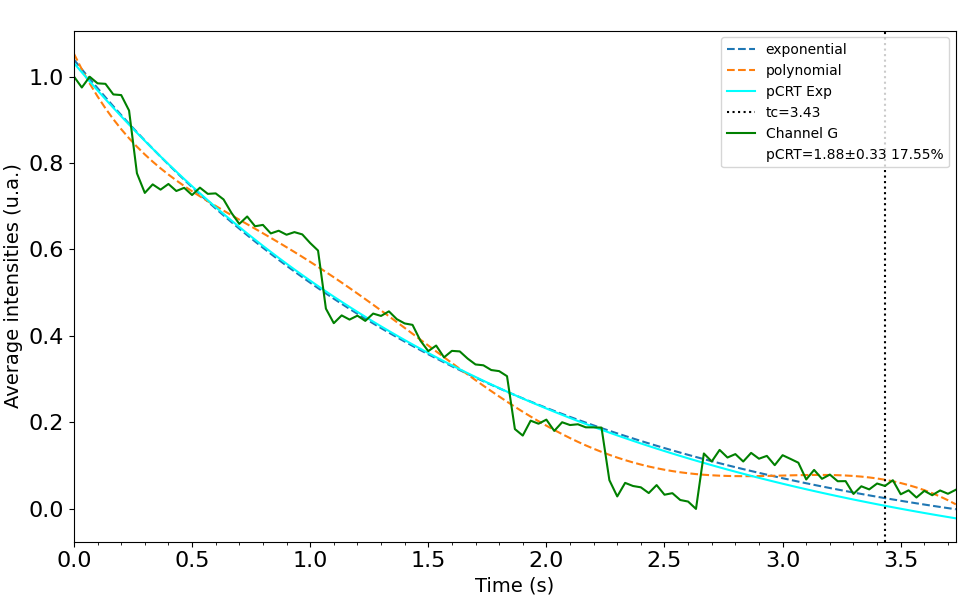 exponential
polynomial
pCRT Exp
tc=3.43
Channel G
pCRT=1.88±0.33 17.55%
Average intensities (u.a.)
1.0
0.8
0.6
0.4
0.2
0.0
0.0 0.5 1.0 1.5 2.0 2.5 3.0 3.5
Time (s)